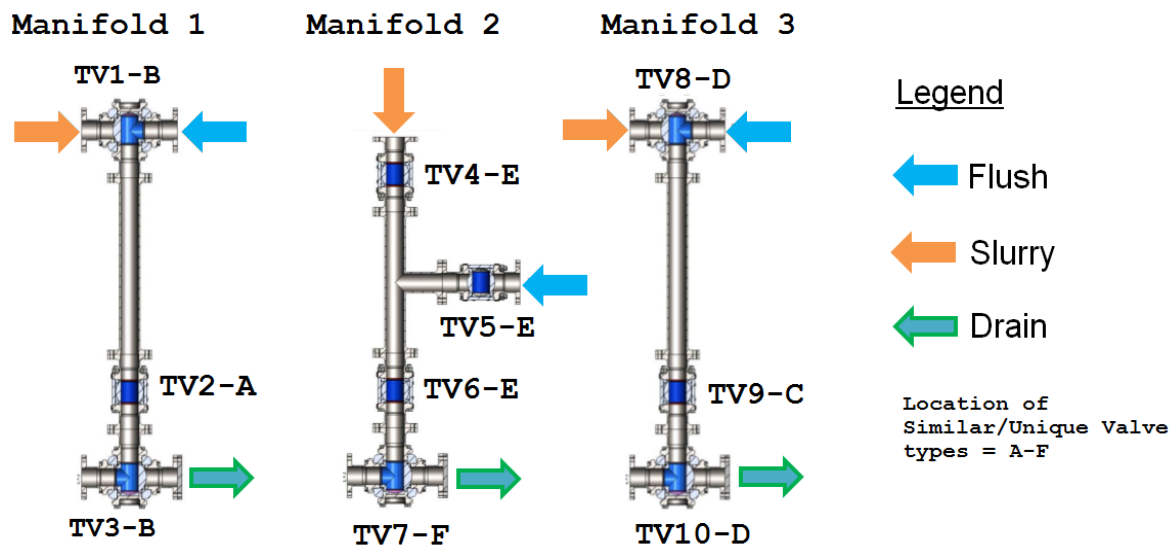 Manifold 1
Manifold 2
Manifold 3
TV1-B
TV8-D
Legend
TV4-E
Flush
Slurry
TV5-E
Drain
TV2-A
TV6-E
TV9-C
Location of
Similar/Unique Valve
types = A-F
TV3-B
TV7-F
TV10-D